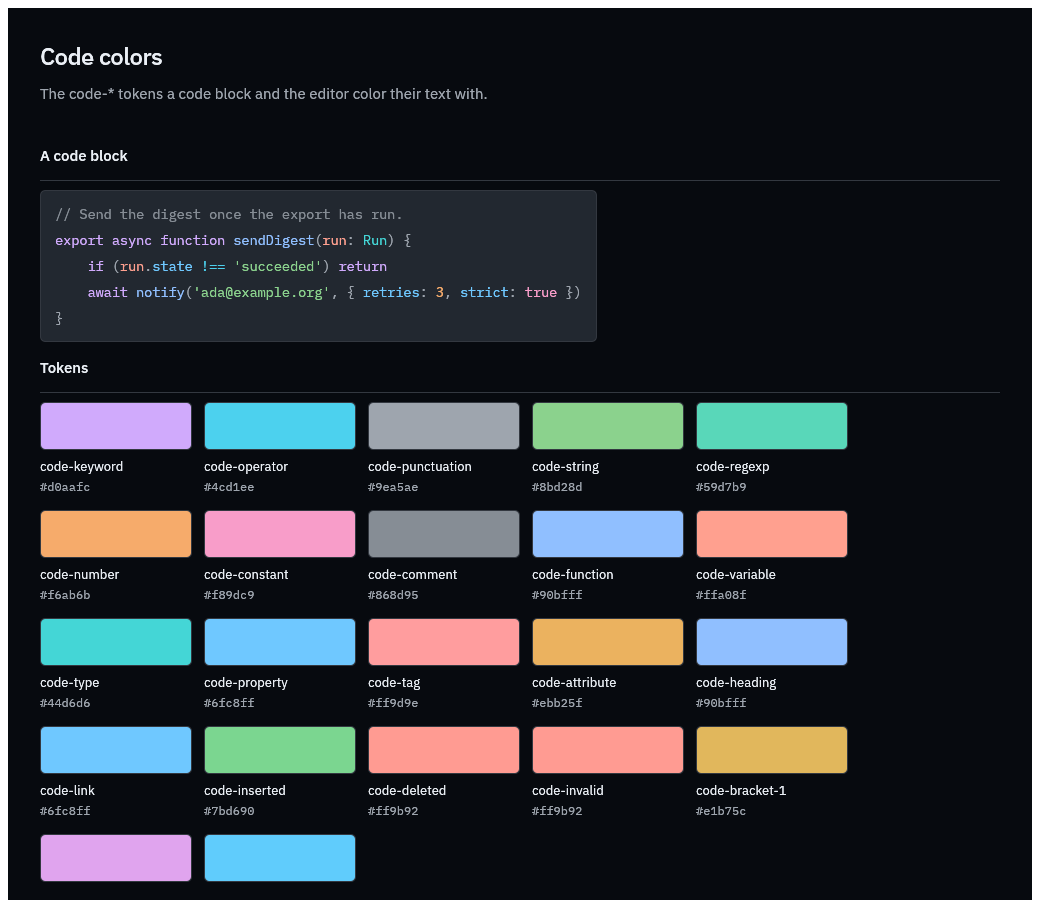 Code colors
The code-* tokens a code block and the editor color their text with.
A code block
// Send the digest once the export has run.
export async function sendDigest(run: Run) {
    if (run.state !== 'succeeded') return
    await notify('ada@example.org', { retries: 3, strict: true })
}
Tokens
code-keyword code-operator code-punctuation code-string code-regexp
#d0aafc #4cd1ee #9ea5ae #8bd28d #59d7b9
code-number code-constant code-comment code-function code-variable
#f6ab6b #f89dc9 #868d95 #90bfff #ffa08f
code-type code-property code-tag code-attribute code-heading
#44d6d6 #6fc8ff #ff9d9e #ebb25f #90bfff
code-link code-inserted code-deleted code-invalid code-bracket-1
#6fc8ff #7bd690 #ff9b92 #ff9b92 #e1b75c